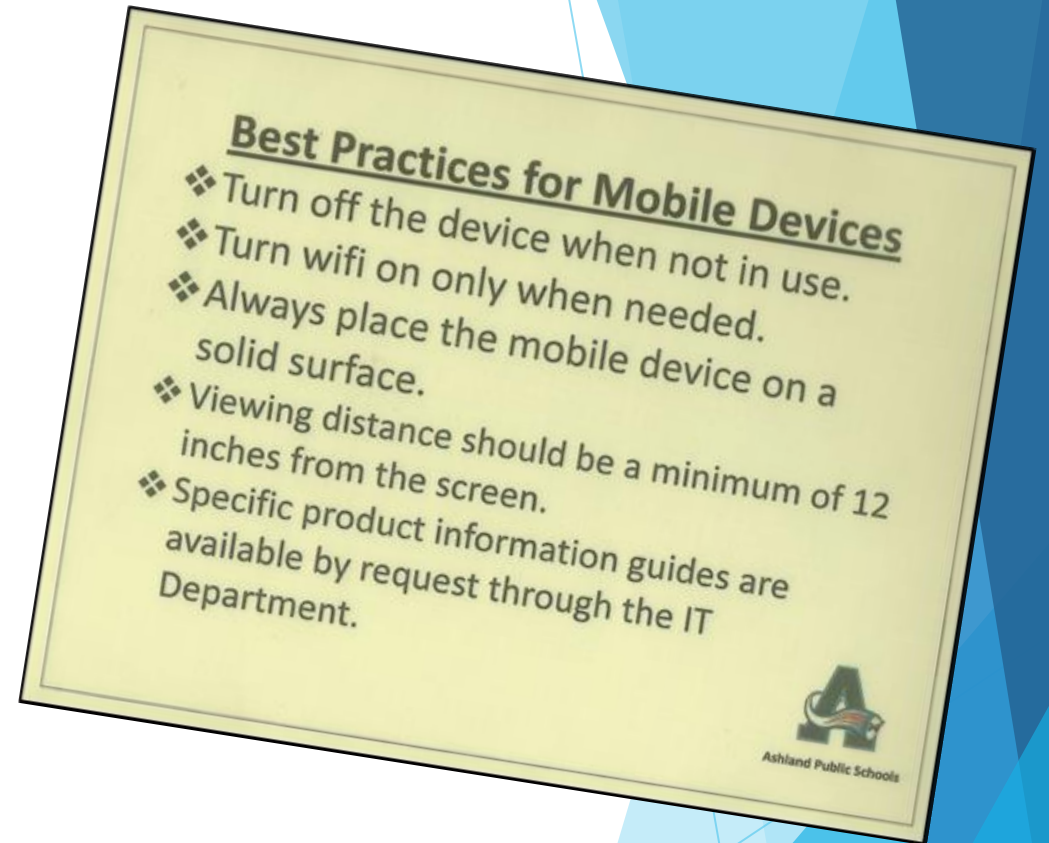 Best Practices for Mobile Devices
❖Turn off the device when not in use.
❖Turn wifi on only when needed.
❖Always place the mobile device on a
solid surface.
❖Viewing distance should be a minimum of 12
inches from the screen.
❖Specific product information guides are
available by request through the IT
Department.
A
Ashland Public Schools